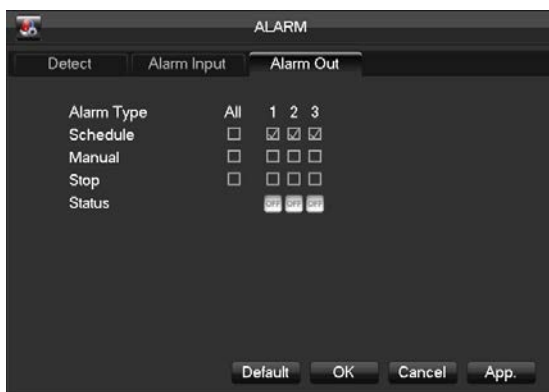 ALARM
Detect Alarm Input Alarm Out
Alarm Type All 1 2 3
Schedule
Manual
Stop
Status OFF OFF OFF
Default OK Cancel App.